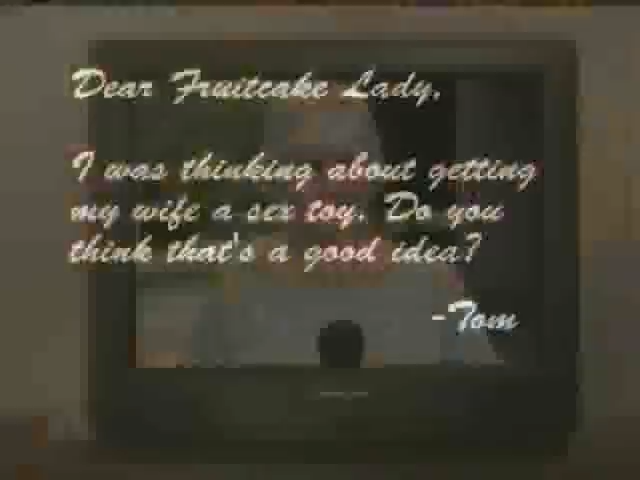 Dear Fruitcake Lady,
I was thinking about getting
my wife a sex toy. Do you
think that's a good idea?
-Tom